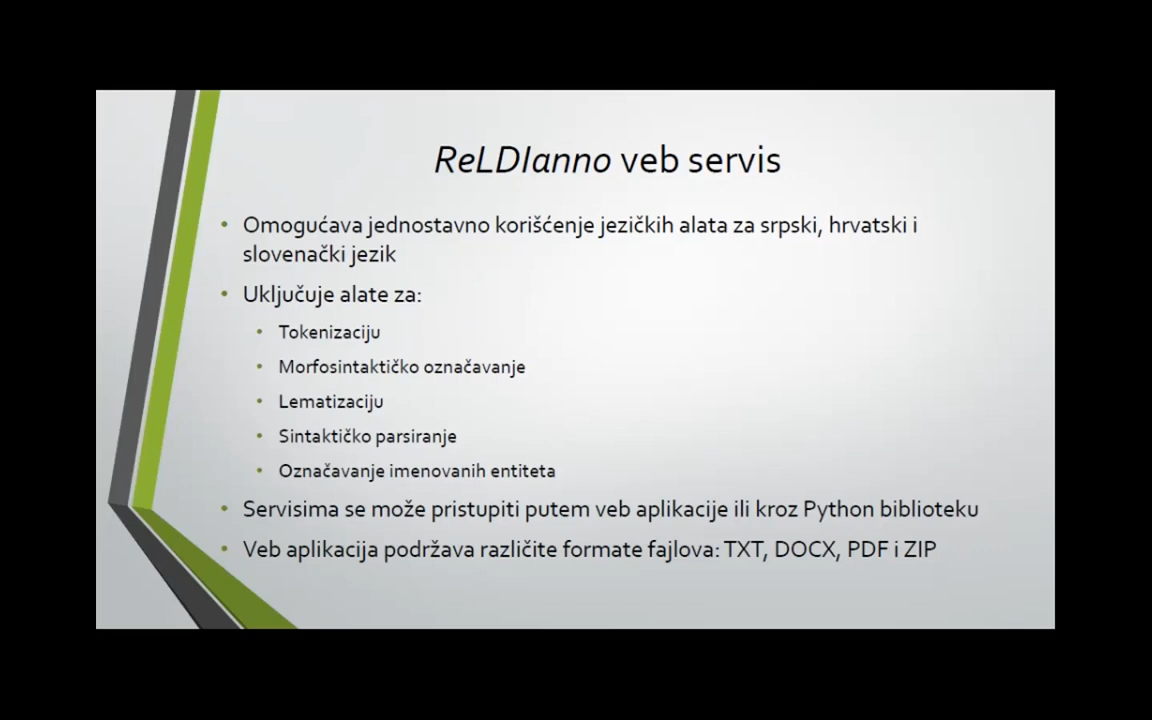 ReLDIanno veb servis
• Omogućava jednostavno korišćenje jezičkih alata za srpski, hrvatski i
slovenački jezik
• Uključuje alate za:
• Tokenizaciju
• Morfosintaktičko označavanje
• Lematizaciju
• Sintaktičko parsiranje
• Označavanje imenovanih entiteta
• Servisima se može pristupiti putem veb aplikacije ili kroz Python biblioteku
• Veb aplikacija podržava različite formate fajlova: TXT, DOCX, PDF i ZIP